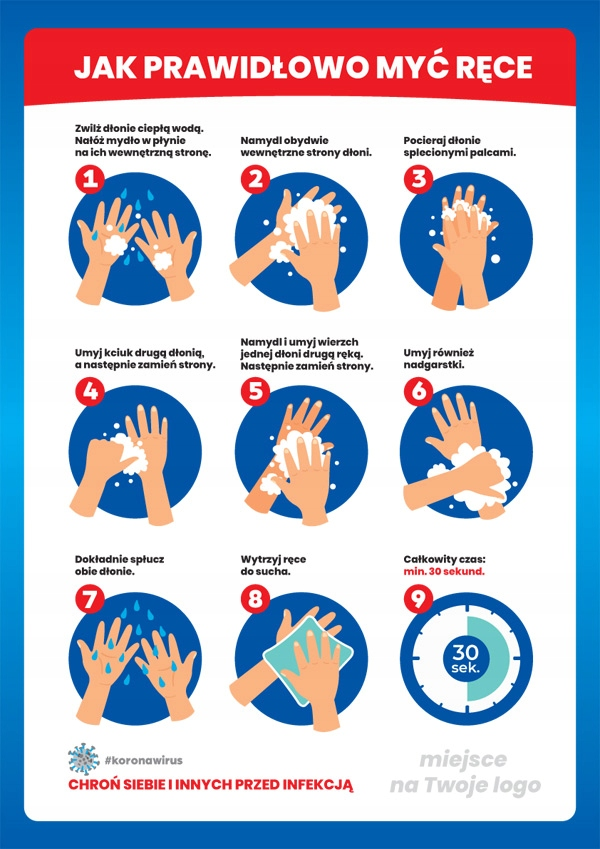 JAK PRAWIDŁOWO MYĆ RĘCE
Zwilż dłonie ciepłą wodą.
Nałóż mydło w płynie
na ich wewnętrzną stronę.
1
Namydl obydwie
wewnętrzne strony dłoni.
2
Pocieraj dłonie
splecionymi palcami.
3
Umyj kciuk drugą dłonią,
a następnie zamień strony.
4
Namydl i umyj wierzch
jednej dłoni drugą ręką.
Następnie zamień strony.
5
Umyj również
nadgarstki.
6
Dokładnie spłucz
obie dłonie.
7
Wytrzyj ręce
do sucha.
8
Całkowity czas:
min. 30 sekund.
9
30
sek.
#koronawirus
CHROŃ SIEBIE I INNYCH PRZED INFEKCJĄ
miejsce
na Twoje logo